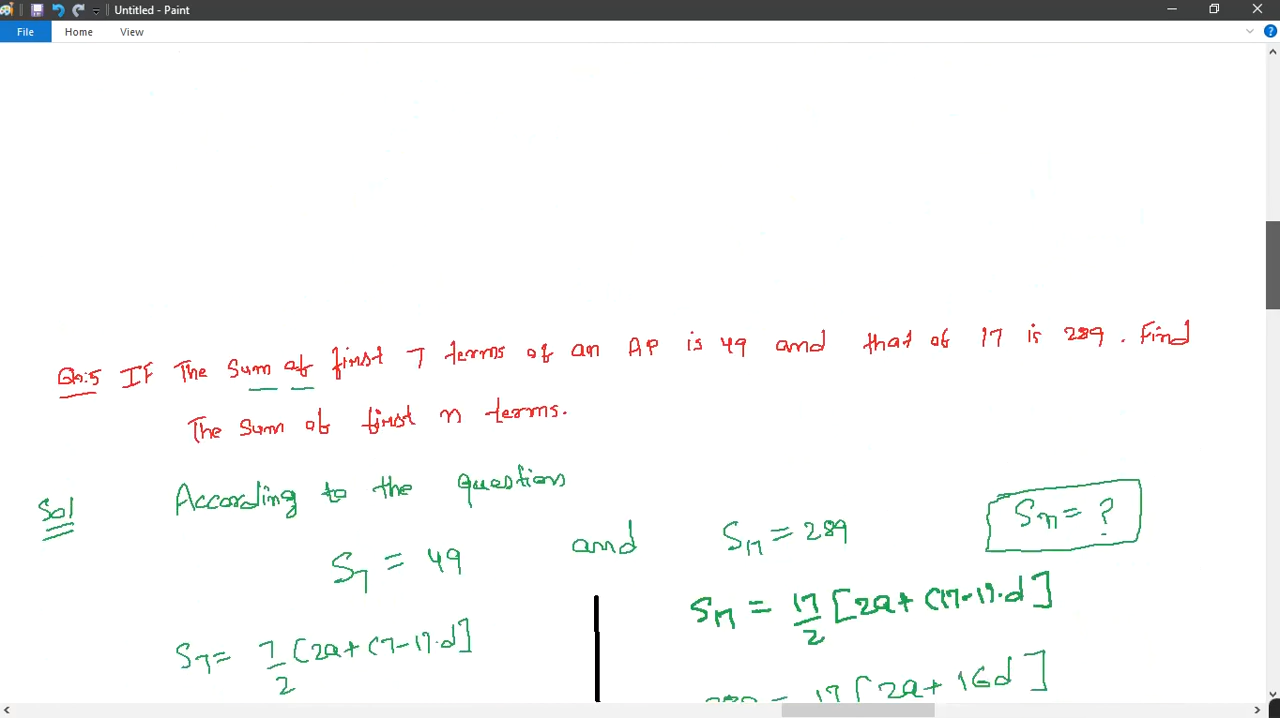 Untitled - Paint
File Home View
Qn:5 IF The Sum of first 7 terms of an AP is 49 and that of 17 is 289. Find
The Sum of first n terms.
Sol According to the question
S7 = 49 and S17 = 289 Sn = ?
S17 = 17/2 [2a+(17-1).d]
S7= 7/2 [2a+(7-1).d]
289 = 17 [2a+16d]